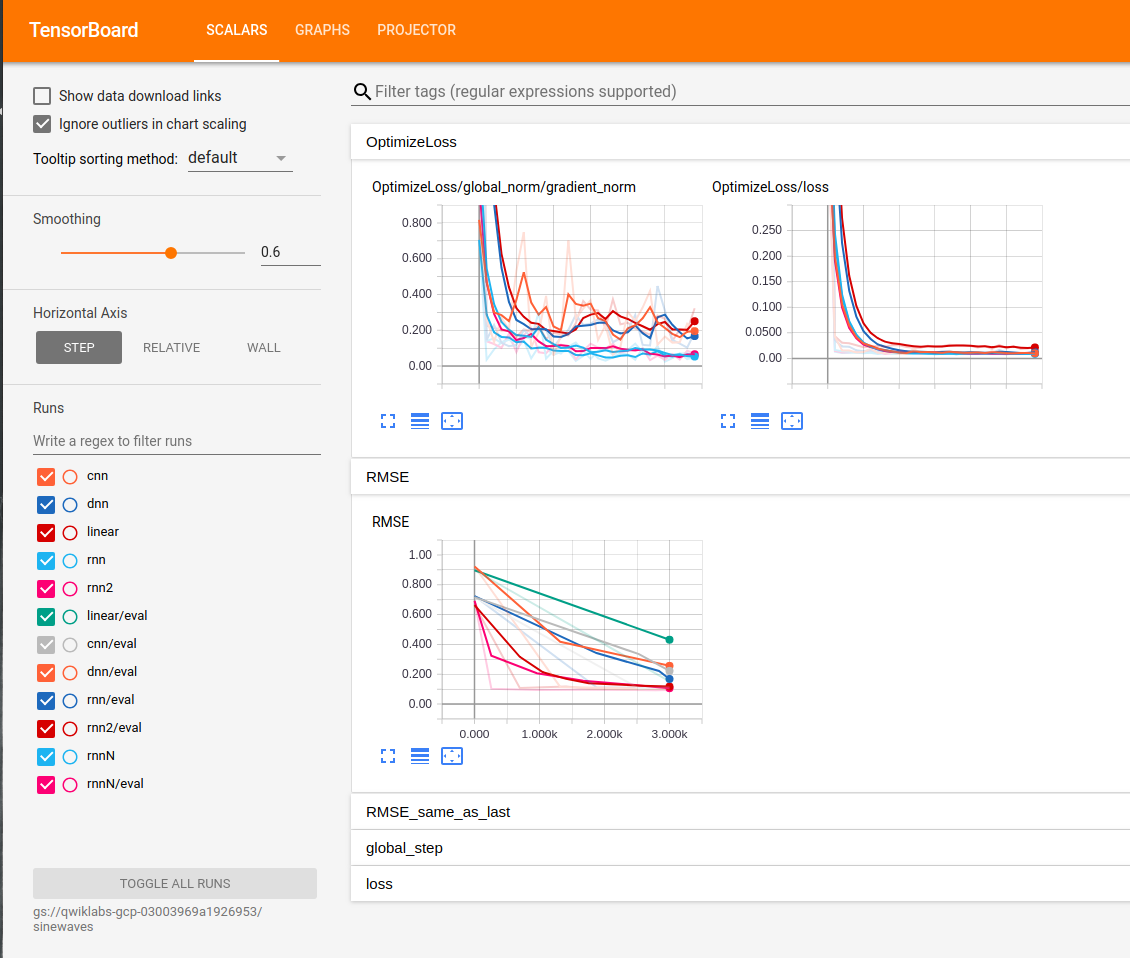 TensorBoard SCALARS GRAPHS PROJECTOR
Show data download links
Ignore outliers in chart scaling
Tooltip sorting method: default
Smoothing
0.6
Horizontal Axis
STEP RELATIVE WALL
Runs
Write a regex to filter runs
cnn
dnn
linear
rnn
rnn2
linear/eval
cnn/eval
dnn/eval
rnn/eval
rnn2/eval
rnnN
rnnN/eval
TOGGLE ALL RUNS
gs://qwiklabs-gcp-03003969a1926953/
sinewaves
Filter tags (regular expressions supported)
OptimizeLoss
OptimizeLoss/global_norm/gradient_norm
0.800
0.600
0.400
0.200
0.00
OptimizeLoss/loss
0.250
0.200
0.150
0.100
0.0500
0.00
RMSE
RMSE
1.00
0.800
0.600
0.400
0.200
0.00
0.000 1.000k 2.000k 3.000k
RMSE_same_as_last
global_step
loss